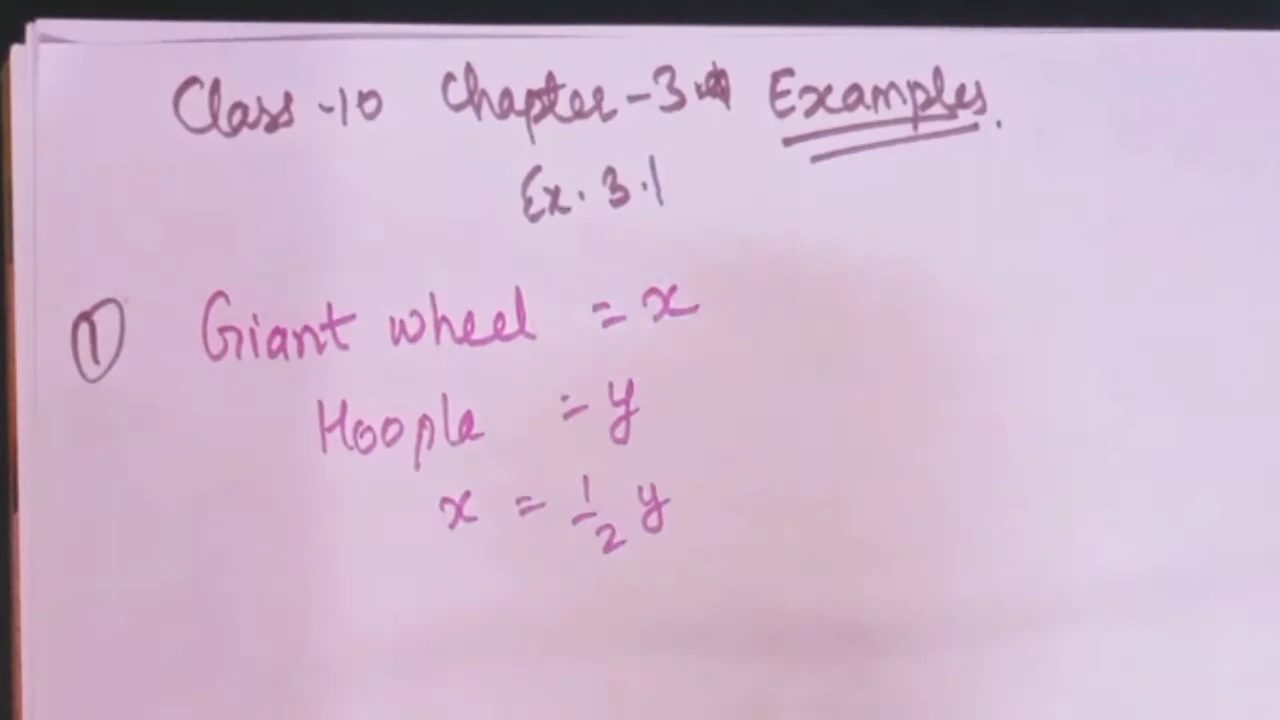 Class-10 Chapter-3 Examples.
Ex. 3.1
① Giant wheel = x
Hoopla = y
x = 1/2 y